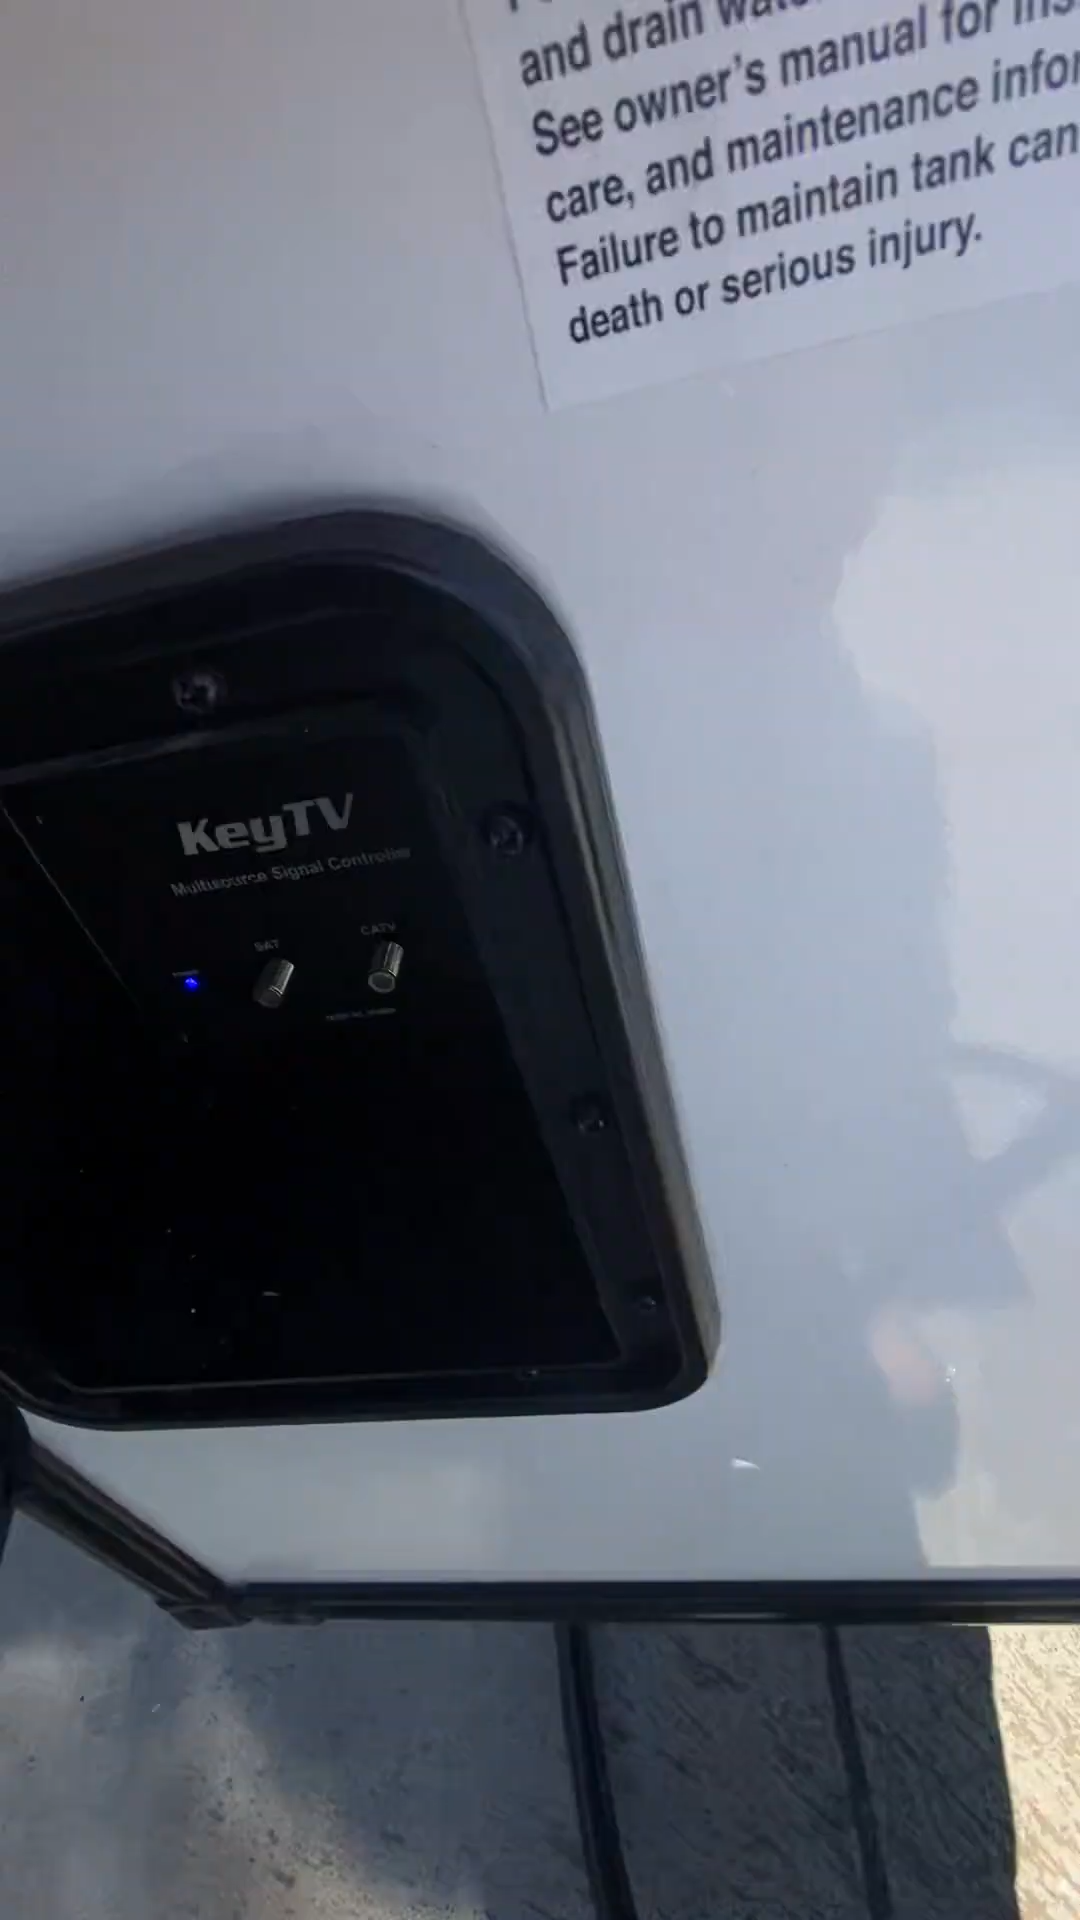 and drain
See owner's manual for
care, and maintenance
Failure to maintain tank can
death or serious injury.
KeyTV
Multisource Signal Controller
SAT
CATV